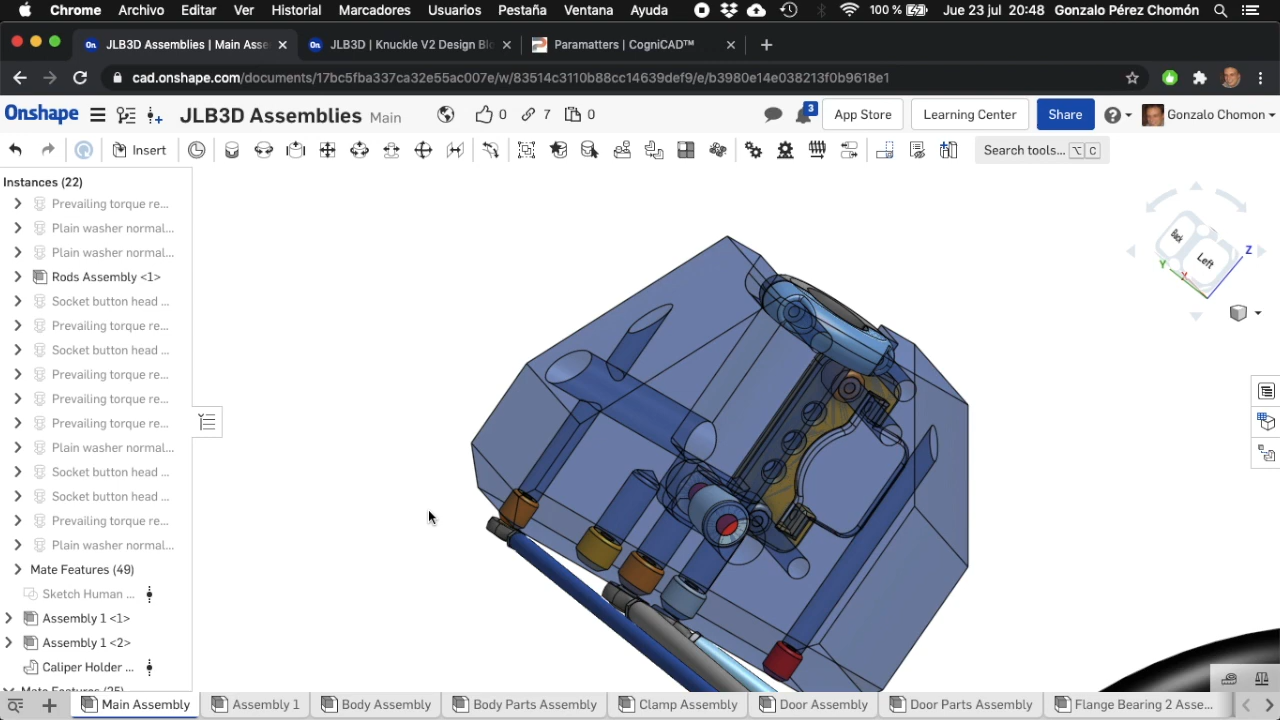 Chrome Archivo Editar Ver Historial Marcadores Usuarios Pestaña Ventana Ayuda 100 % Jue 23 jul 20:48 Gonzalo Pérez Chomón
JLB3D Assemblies | Main Asse
JLB3D | Knuckle V2 Design Blo
Paramatters | CogniCAD™
cad.onshape.com/documents/17bc5fba337ca32e55ac007e/w/83514c3110b88cc14639def9/e/b3980e14e038213f0b9618e1
Onshape JLB3D Assemblies Main 0 7 0 3 App Store Learning Center Share Gonzalo Chomon
Insert Search tools... ⌥ C
Instances (22)
Prevailing torque re...
Plain washer normal...
Plain washer normal...
Rods Assembly <1>
Socket button head ...
Prevailing torque re...
Socket button head ...
Prevailing torque re...
Prevailing torque re...
Prevailing torque re...
Plain washer normal...
Socket button head ...
Socket button head ...
Prevailing torque re...
Plain washer normal...
Mate Features (49)
Sketch Human ...
Assembly 1 <1>
Assembly 1 <2>
Caliper Holder ...
Mate Features (25)
Back
Left
Z
Y
Main Assembly Assembly 1 Body Assembly Body Parts Assembly Clamp Assembly Door Assembly Door Parts Assembly Flange Bearing 2 Asse...